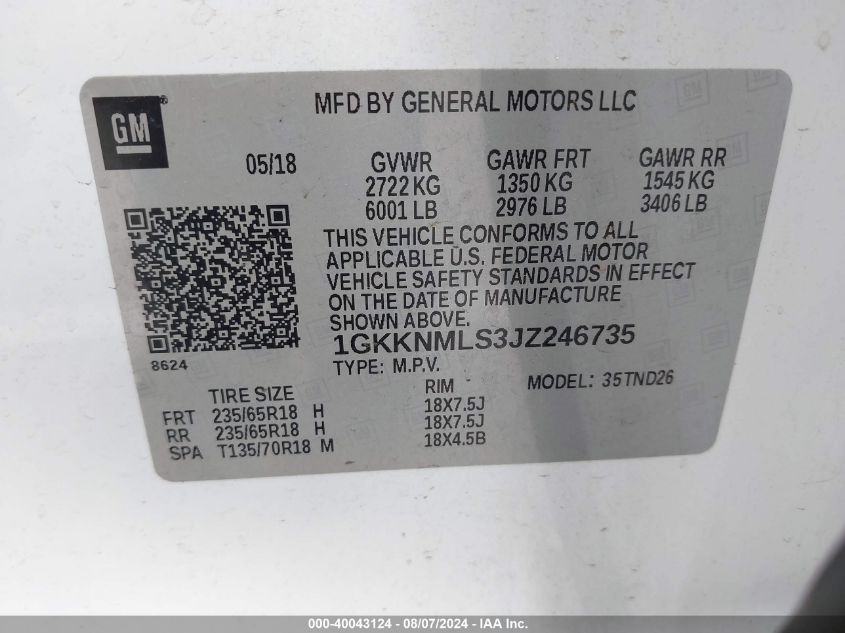 GM®
MFD BY GENERAL MOTORS LLC
05/18 GVWR GAWR FRT GAWR RR
2722 KG 1350 KG 1545 KG
6001 LB 2976 LB 3406 LB
THIS VEHICLE CONFORMS TO ALL
APPLICABLE U.S. FEDERAL MOTOR
VEHICLE SAFETY STANDARDS IN EFFECT
ON THE DATE OF MANUFACTURE
SHOWN ABOVE.
1GKKNMLS3JZ246735
8624
TYPE: M.P.V. MODEL: 35TND26
TIRE SIZE RIM
FRT 235/65R18 H 18X7.5J
RR 235/65R18 H 18X7.5J
SPA T135/70R18 M 18X4.5B
000-40043124 - 08/07/2024 - IAA Inc.